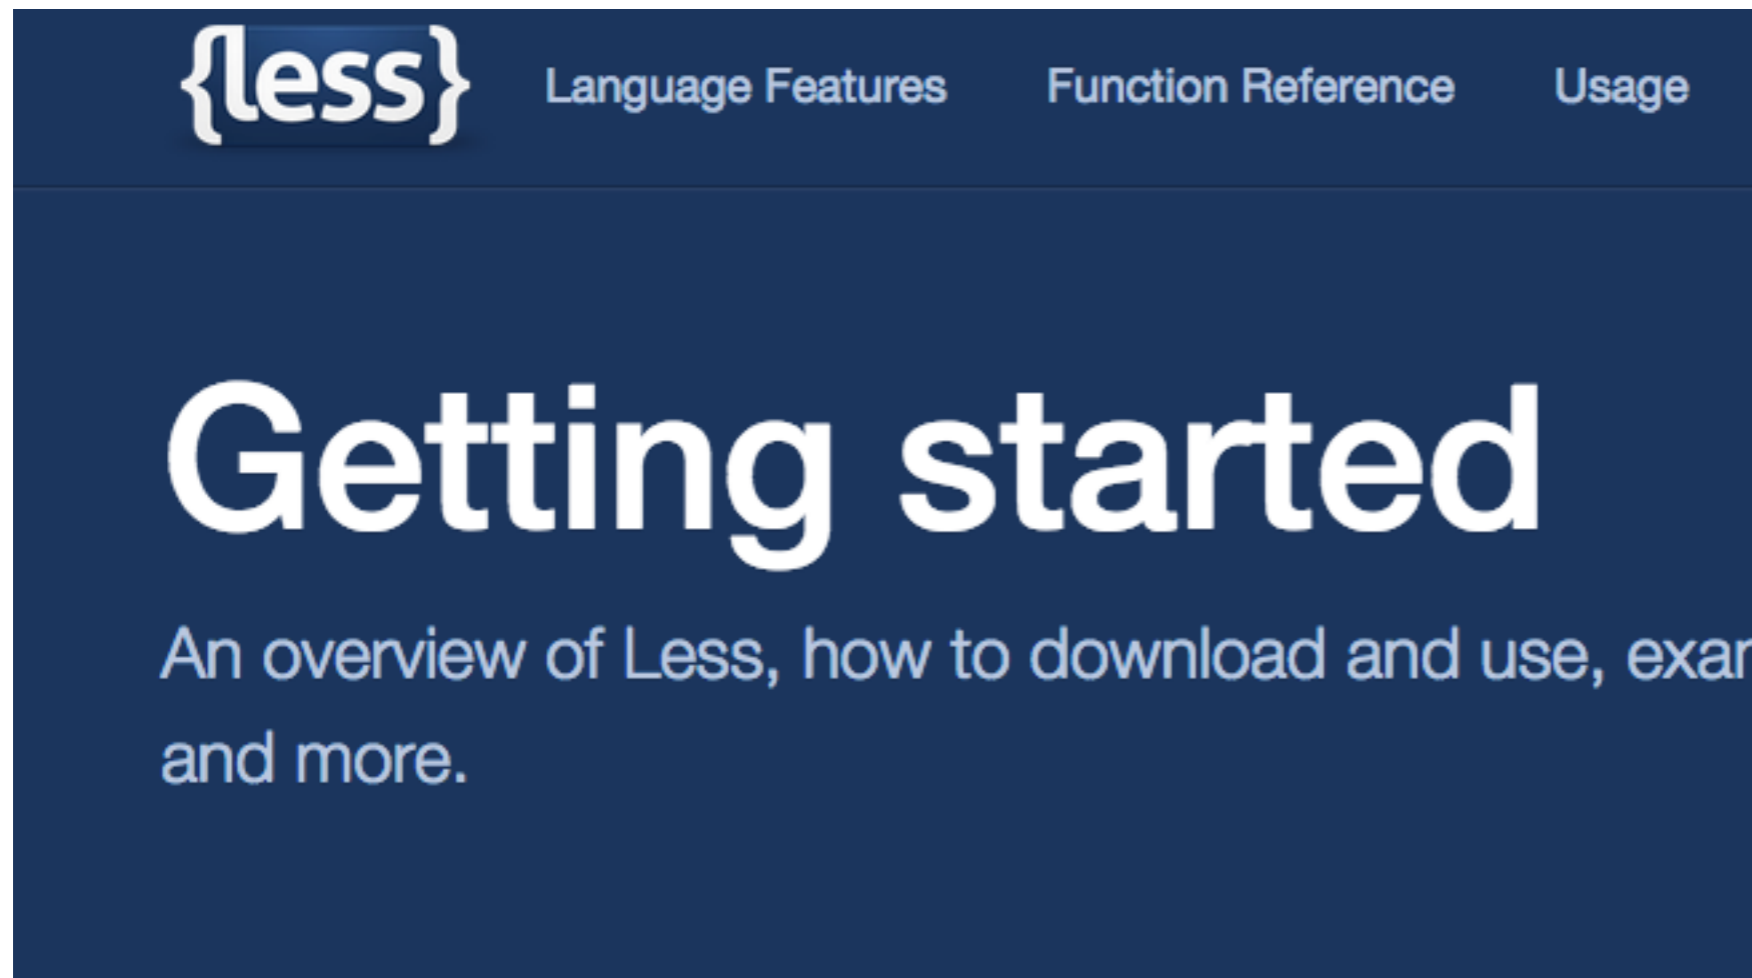 {less} Language Features Function Reference Usage
Getting started
An overview of Less, how to download and use,
and more.